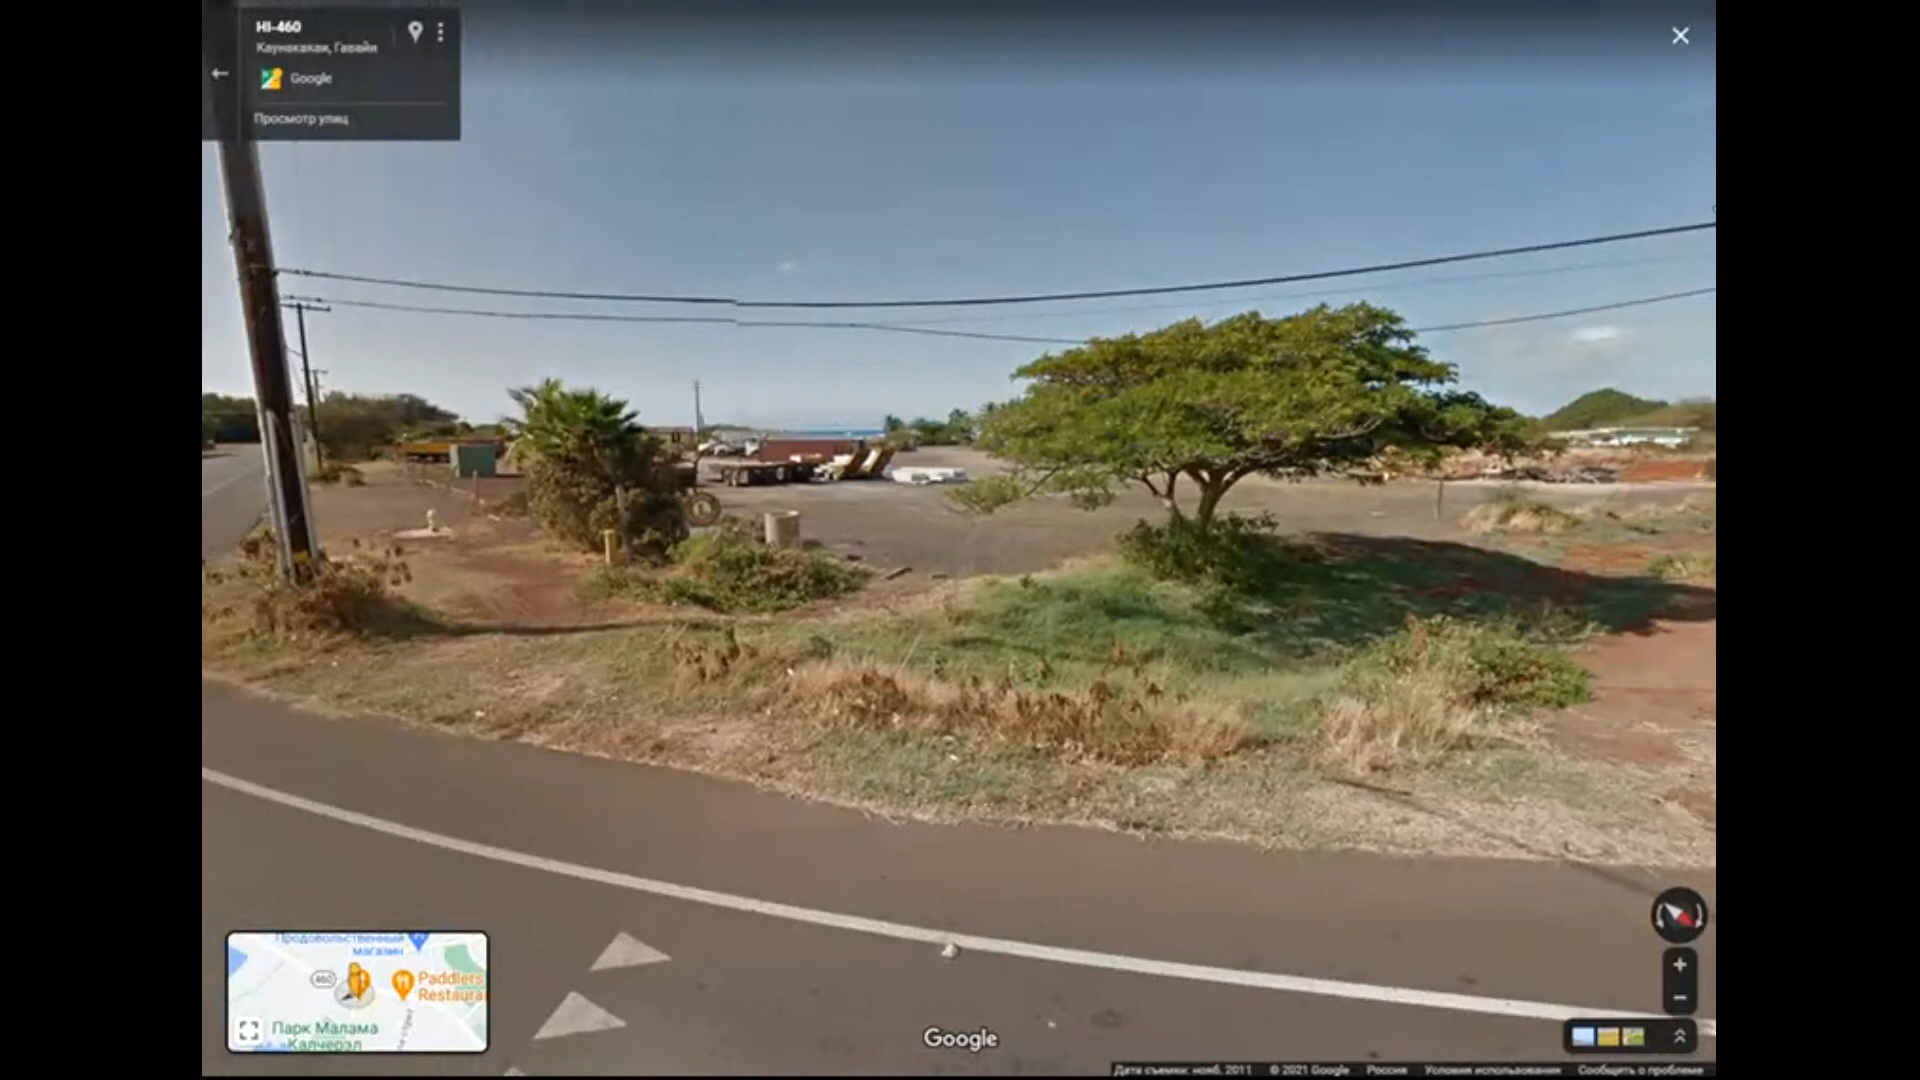 HI-460
Каунакакаи, Гавайи
Google
Просмотр улиц
Продовольственный
магазин
460
Paddlers
Restaura
Парк Малама
Калчерэл
Google
Дата съемки: нояб. 2011 © 2021 Google Россия Условия использования Сообщить о проблеме